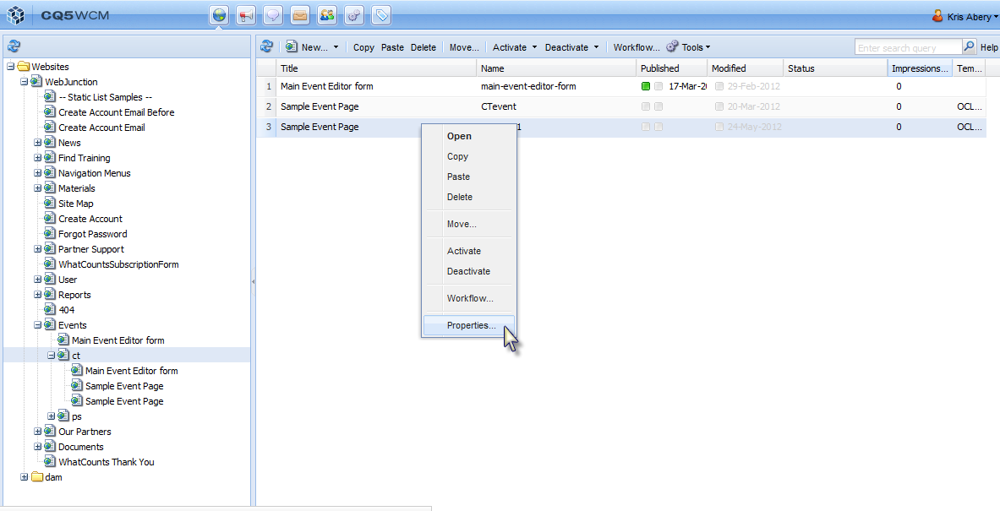 CQ5WCM
Kris Abery
New... Copy Paste Delete Move... Activate Deactivate Workflow... Tools Enter search query Help
Websites
WebJunction
-- Static List Samples --
Create Account Email Before
Create Account Email
News
Find Training
Navigation Menus
Materials
Site Map
Create Account
Forgot Password
Partner Support
WhatCountsSubscriptionForm
User
Reports
404
Events
Main Event Editor form
ct
Main Event Editor form
Sample Event Page
Sample Event Page
ps
Our Partners
Documents
WhatCounts Thank You
dam
Title Name Published Modified Status Impressions... Tem...
1 Main Event Editor form main-event-editor-form 17-Mar-20 29-Feb-2012 0
2 Sample Event Page CTevent 20-Mar-2012 0 OCL...
3 Sample Event Page 1 24-May-2012 0 OCL...
Open
Copy
Paste
Delete
Move...
Activate
Deactivate
Workflow...
Properties...